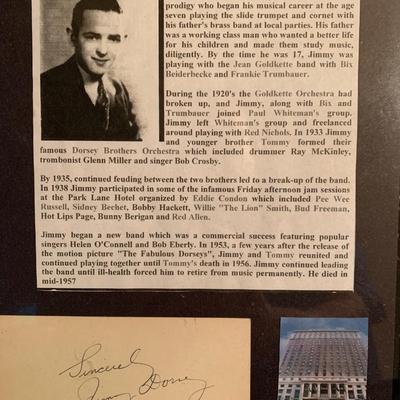 prodigy who began his musical career at the age
seven playing the slide trumpet and cornet with
his father's brass band at local parties. His father
was a working class man who wanted a better life
for his children and made them study music,
diligently. By the time he was 17, Jimmy was
playing with the Jean Goldkette band with Bix
Beiderbecke and Frankie Trumbauer.
During the 1920's the Goldkette Orchestra had
broken up, and Jimmy, along with Bix and
Trumbauer joined Paul Whiteman's group.
Jimmy left Whiteman's group and freelanced
around playing with Red Nichols. In 1933 Jimmy
and younger brother Tommy formed their
famous Dorsey Brothers Orchestra which included drummer Ray McKinley,
trombonist Glenn Miller and singer Bob Crosby.
By 1935, continued feuding between the two brothers led to a break-up of the band.
In 1938 Jimmy participated in some of the infamous Friday afternoon jam sessions
at the Park Lane Hotel organized by Eddie Condon which included Pee Wee
Russell, Sidney Bechet, Bobby Hackett, Willie "The Lion" Smith, Bud Freeman,
Hot Lips Page, Bunny Berigan and Red Allen.
Jimmy began a new band which was a commercial success featuring popular
singers Helen O'Connell and Bob Eberly. In 1953, a few years after the release of
the motion picture "The Fabulous Dorseys", Jimmy and Tommy reunited and
continued playing together until Tommy's death in 1956. Jimmy continued leading
the band until ill-health forced him to retire from music permanently. He died in
mid-1957
Sincerely
Jimmy Dorsey